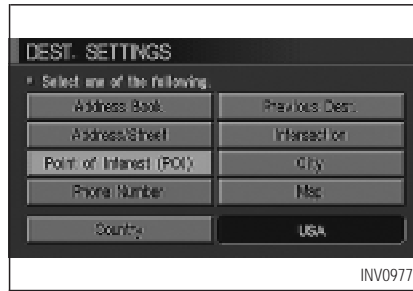 DEST. SETTINGS
Select one of the following.
Address Book Previous Dest.
Address/Street Intersection
Point of Interest (POI) City
Phone Number Map
Country USA
INV0977